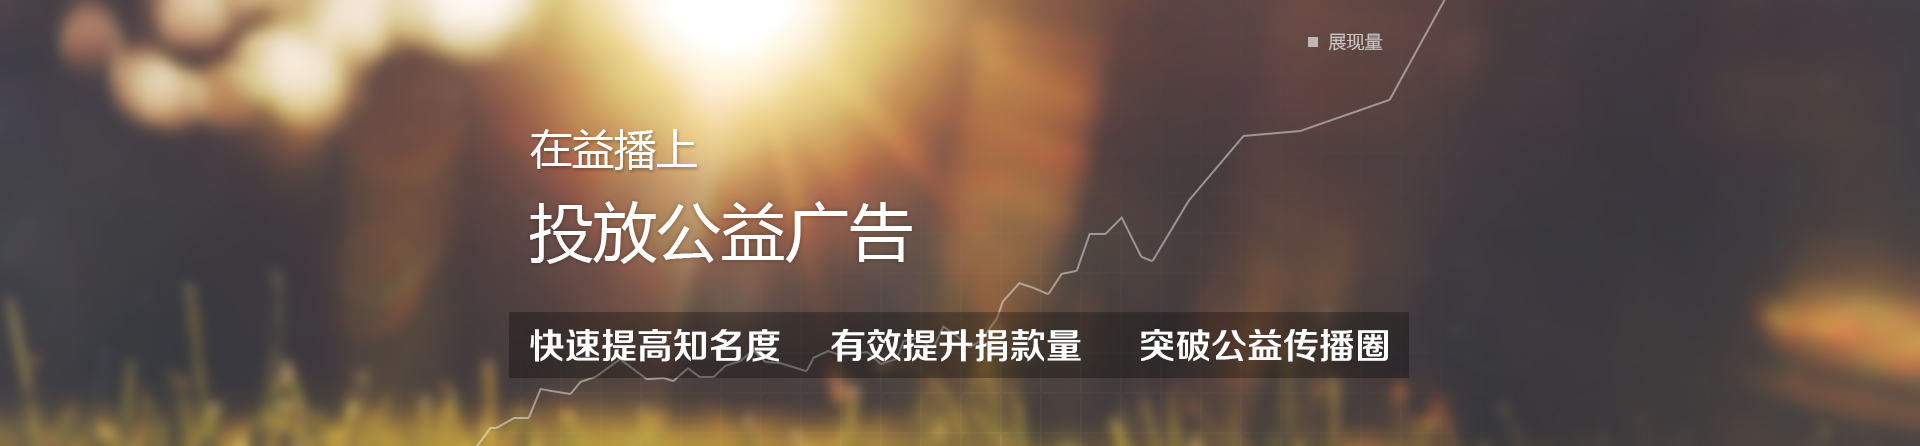 展现量
在益播上
投放公益广告
快速提高知名度 有效提升捐款量 突破公益传播圈